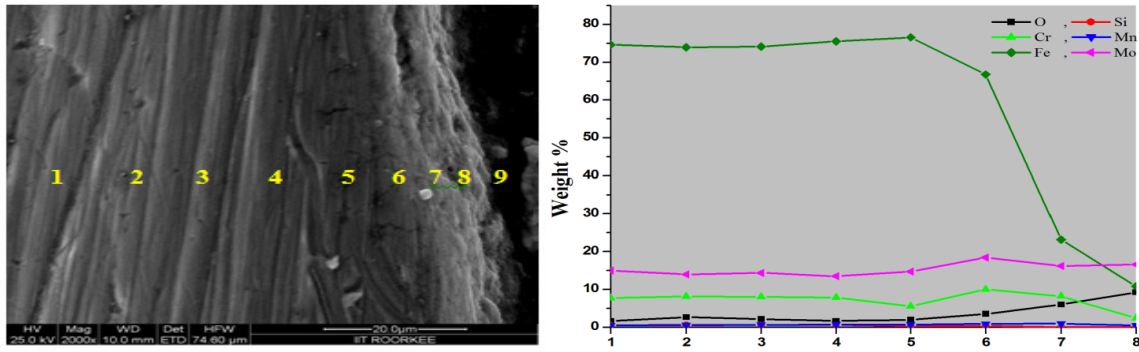 1 2 3 4 5 6 7 8 9
HV Mag WD Det HFW 20.0µm
25.0 kV 2000x 10.0 mm ETD 74.60 µm IIT ROORKEE
O , Si
Cr , Mn
Fe , Mo
Weight %
80
70
60
50
40
30
20
10
0
1 2 3 4 5 6 7 8